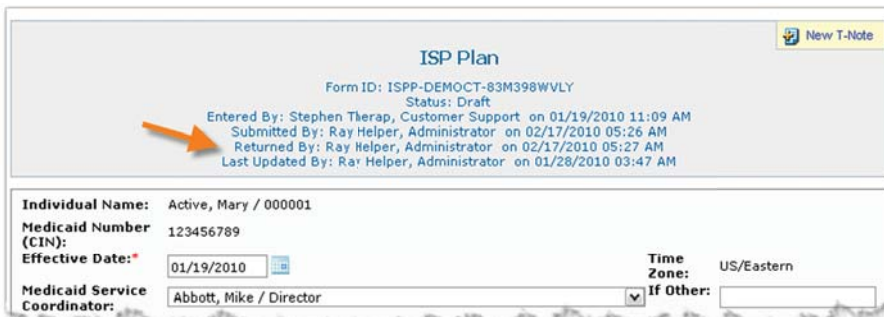 New T-Note
ISP Plan
Form ID: ISPP-DEMOCT-83M398WVLY
Status: Draft
Entered By: Stephen Therap, Customer Support on 01/19/2010 11:09 AM
Submitted By: Ray Helper, Administrator on 02/17/2010 05:26 AM
Returned By: Ray Helper, Administrator on 02/17/2010 05:27 AM
Last Updated By: Ray Helper, Administrator on 01/28/2010 03:47 AM
Individual Name: Active, Mary / 000001
Medicaid Number (CIN): 123456789
Effective Date:* 01/19/2010 Time Zone: US/Eastern
Medicaid Service Coordinator: Abbott, Mike / Director If Other: